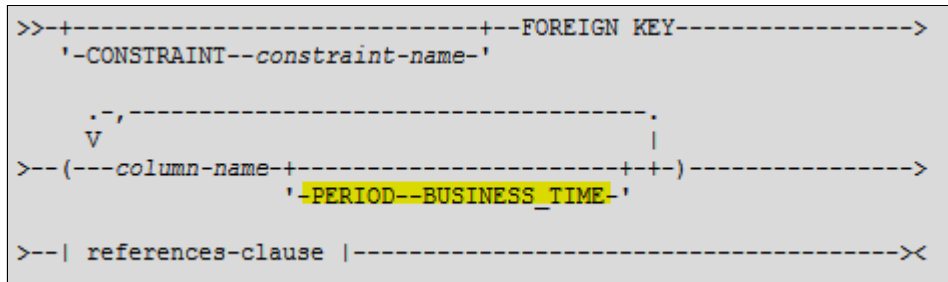 >>-+------------------------------+--FOREIGN KEY----------------->
'-CONSTRAINT--constraint-name-'
.-,-------------------------------------.
V                                       |
>--(---column-name-+-----------------------+-+-)---------------->
'-PERIOD--BUSINESS_TIME-'
>--| references-clause |---------------------------------------><